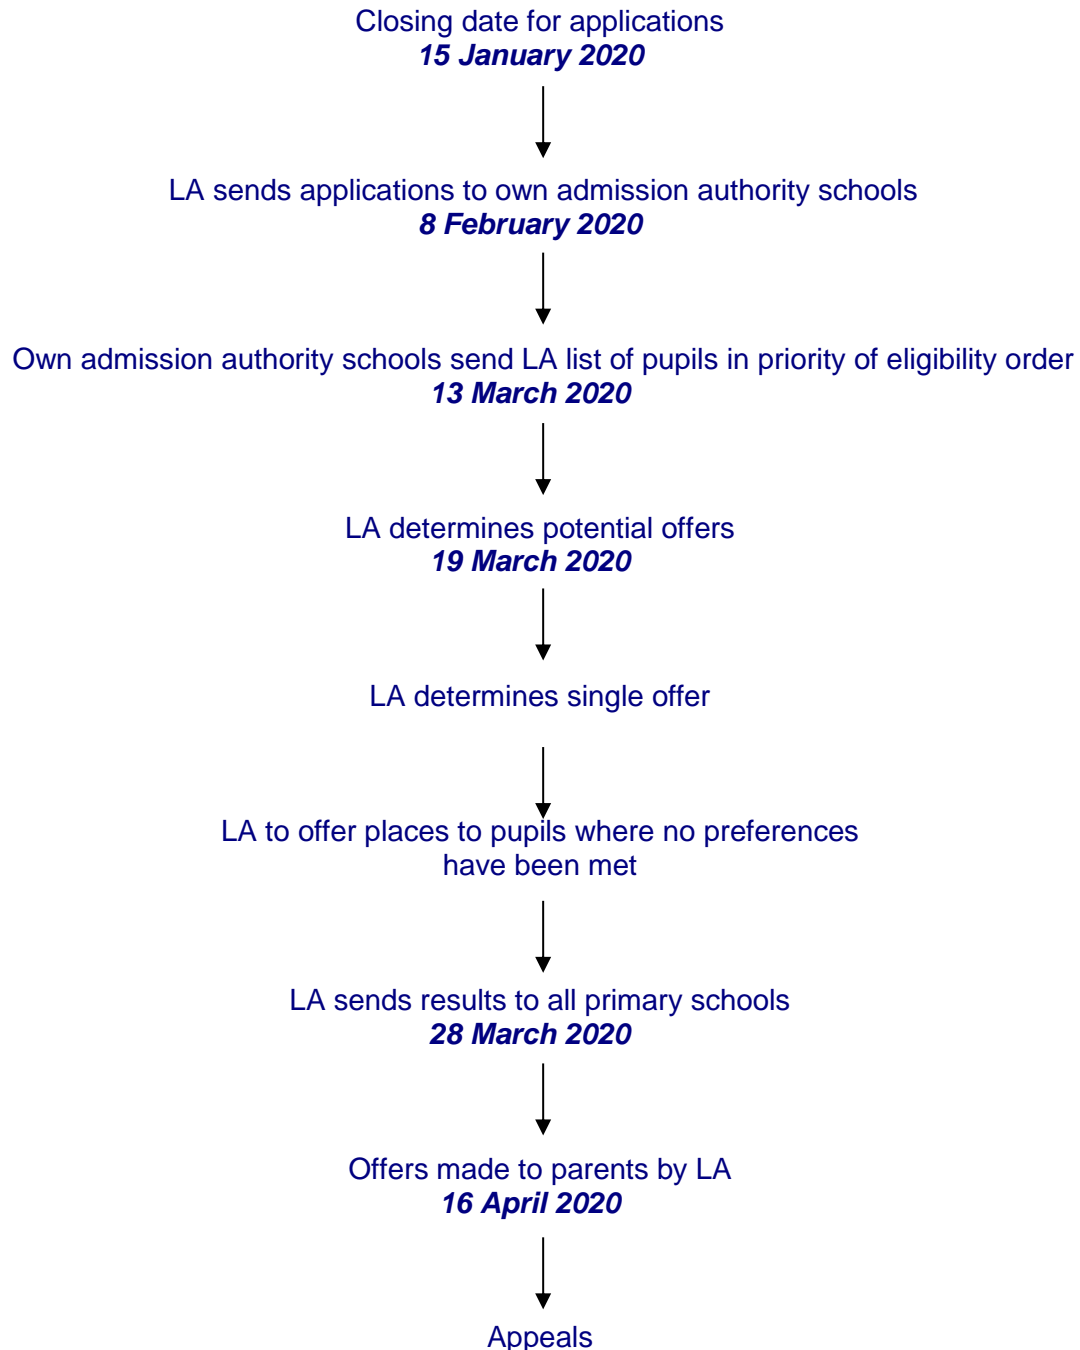 Closing date for applications
15 January 2020
LA sends applications to own admission authority schools
8 February 2020
Own admission authority schools send LA list of pupils in priority of eligibility order
13 March 2020
LA determines potential offers
19 March 2020
LA determines single offer
LA to offer places to pupils where no preferences
have been met
LA sends results to all primary schools
28 March 2020
Offers made to parents by LA
16 April 2020
Appeals